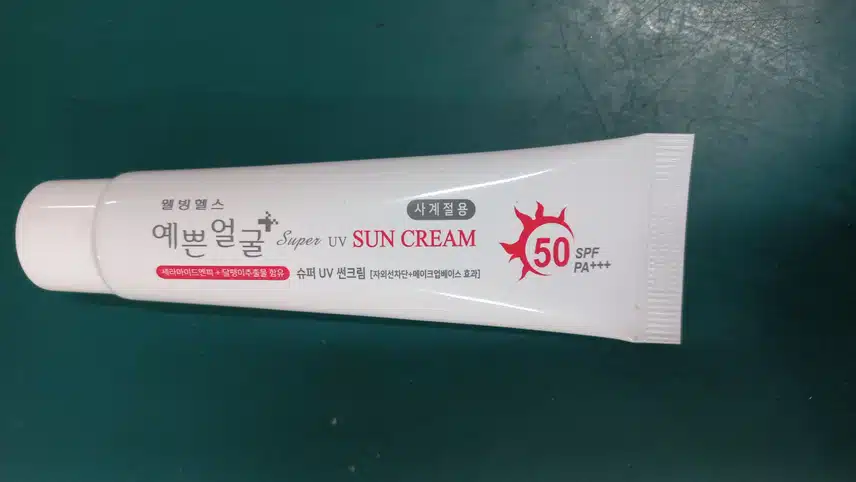 웰빙헬스
예쁜얼굴+
Super UV SUN CREAM
사계절용
세라마이드엔피+달팽이추출물 함유
슈퍼 UV 썬크림 [자외선차단+메이크업베이스 효과]
50
SPF
PA+++